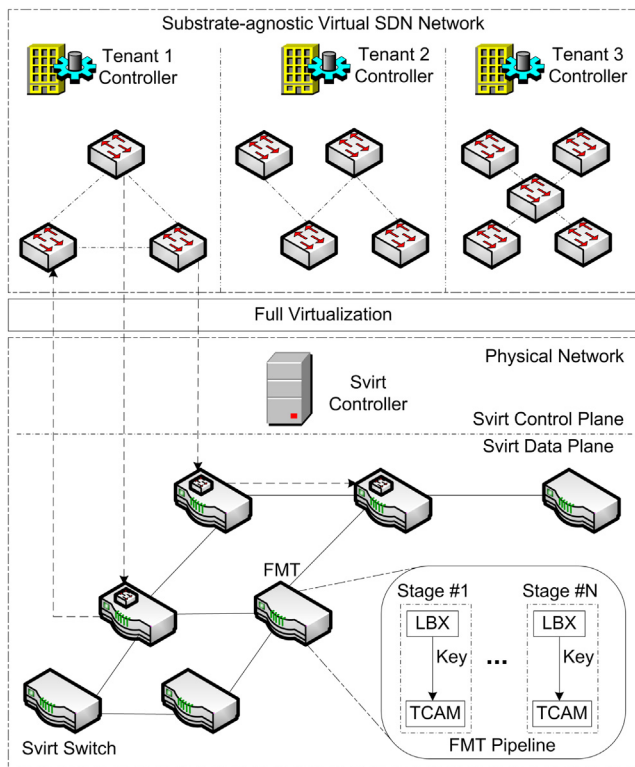 Substrate-agnostic Virtual SDN Network
Tenant 1
Controller
Tenant 2
Controller
Tenant 3
Controller
Full Virtualization
Physical Network
Svirt
Controller
Svirt Control Plane
Svirt Data Plane
FMT
Stage #1
Stage #N
LBX
LBX
Key
...
Key
TCAM
TCAM
FMT Pipeline
Svirt Switch